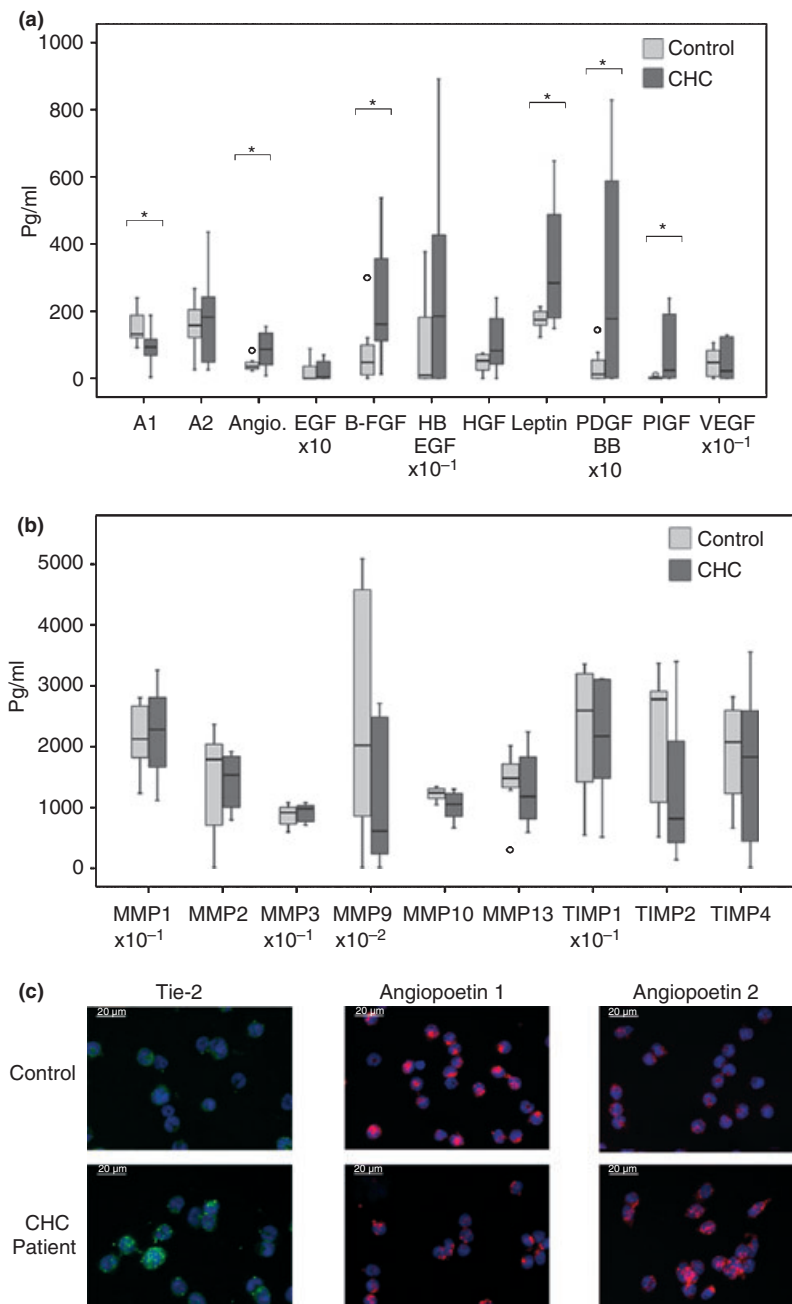 (a)
1000
800
600
400
200
0
Pg/ml
Control
CHC
*
*
*
*
*
*
A1 A2 Angio. EGF B-FGF HB HGF Leptin PDGF PlGF VEGF
x10 EGF BB x10⁻¹
x10⁻¹ x10
(b)
5000
4000
3000
2000
1000
0
Pg/ml
Control
CHC
MMP1 MMP2 MMP3 MMP9 MMP10 MMP13 TIMP1 TIMP2 TIMP4
x10⁻¹ x10⁻¹ x10⁻² x10⁻¹
(c)
Tie-2 Angiopoetin 1 Angiopoetin 2
20 µm 20 µm 20 µm
Control
20 µm 20 µm 20 µm
CHC
Patient